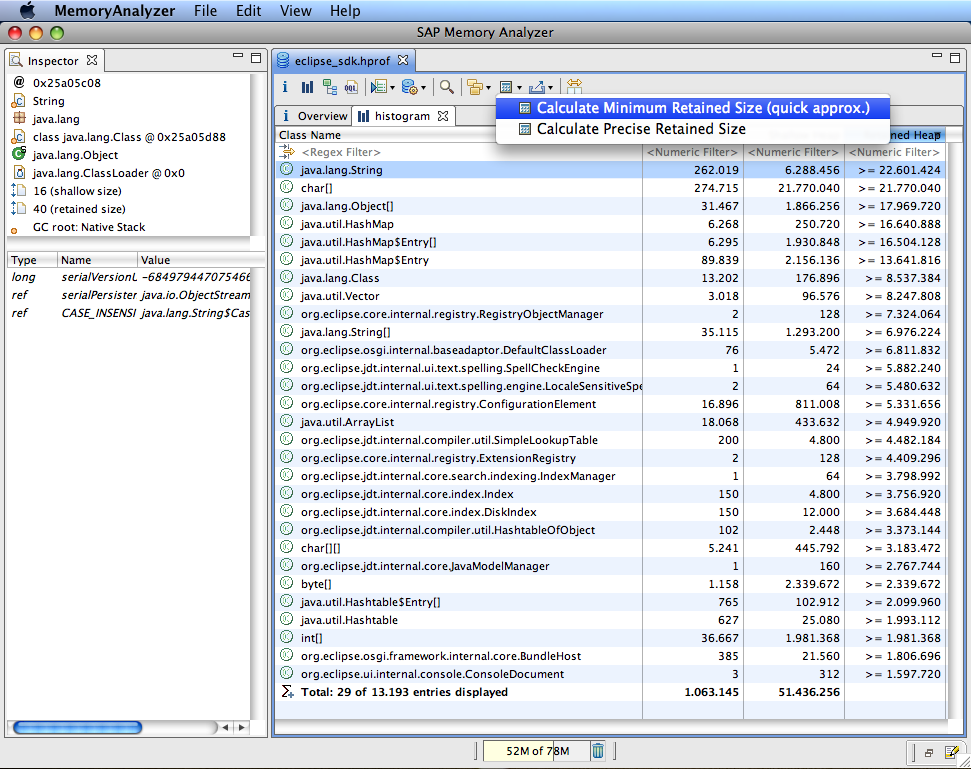 MemoryAnalyzer File Edit View Help
SAP Memory Analyzer
Inspector
@ 0x25a05c08
String
java.lang
class java.lang.Class @ 0x25a05d88
java.lang.Object
java.lang.ClassLoader @ 0x0
16 (shallow size)
40 (retained size)
GC root: Native Stack
Type Name Value
long serialVersionU -684979447075466
ref serialPersister java.io.ObjectStream
ref CASE_INSENSI java.lang.String$Cas
eclipse_sdk.hprof
i OQL
Calculate Minimum Retained Size (quick approx.)
Calculate Precise Retained Size
i Overview histogram
Class Name ned Heap
<Regex Filter> <Numeric Filter> <Numeric Filter> <Numeric Filter>
java.lang.String 262.019 6.288.456 >= 22.601.424
char[] 274.715 21.770.040 >= 21.770.040
java.lang.Object[] 31.467 1.866.256 >= 17.969.720
java.util.HashMap 6.268 250.720 >= 16.640.888
java.util.HashMap$Entry[] 6.295 1.930.848 >= 16.504.128
java.util.HashMap$Entry 89.839 2.156.136 >= 13.641.816
java.lang.Class 13.202 176.896 >= 8.537.384
java.util.Vector 3.018 96.576 >= 8.247.808
org.eclipse.core.internal.registry.RegistryObjectManager 2 128 >= 7.324.064
java.lang.String[] 35.115 1.293.200 >= 6.976.224
org.eclipse.osgi.internal.baseadaptor.DefaultClassLoader 76 5.472 >= 6.811.832
org.eclipse.jdt.internal.ui.text.spelling.SpellCheckEngine 1 24 >= 5.882.240
org.eclipse.jdt.internal.ui.text.spelling.engine.LocaleSensitiveSpe 2 64 >= 5.480.632
org.eclipse.core.internal.registry.ConfigurationElement 16.896 811.008 >= 5.331.656
java.util.ArrayList 18.068 433.632 >= 4.949.920
org.eclipse.jdt.internal.compiler.util.SimpleLookupTable 200 4.800 >= 4.482.184
org.eclipse.core.internal.registry.ExtensionRegistry 2 128 >= 4.409.296
org.eclipse.jdt.internal.core.search.indexing.IndexManager 1 64 >= 3.798.992
org.eclipse.jdt.internal.core.index.Index 150 4.800 >= 3.756.920
org.eclipse.jdt.internal.core.index.DiskIndex 150 12.000 >= 3.684.448
org.eclipse.jdt.internal.compiler.util.HashtableOfObject 102 2.448 >= 3.373.144
char[][] 5.241 445.792 >= 3.183.472
org.eclipse.jdt.internal.core.JavaModelManager 1 160 >= 2.767.744
byte[] 1.158 2.339.672 >= 2.339.672
java.util.Hashtable$Entry[] 765 102.912 >= 2.099.960
java.util.Hashtable 627 25.080 >= 1.993.112
int[] 36.667 1.981.368 >= 1.981.368
org.eclipse.osgi.framework.internal.core.BundleHost 385 21.560 >= 1.806.696
org.eclipse.ui.internal.console.ConsoleDocument 3 312 >= 1.597.720
Total: 29 of 13.193 entries displayed 1.063.145 51.436.256
52M of 78M